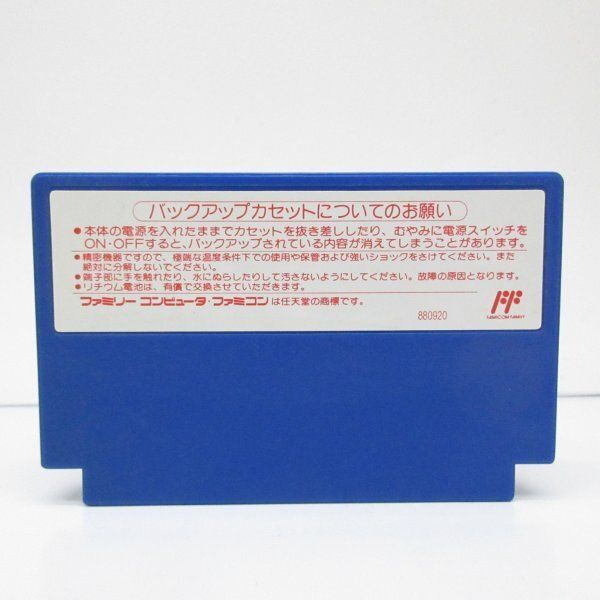 バックアップカセットについてのお願い
●本体の電源を入れたままでカセットを抜き差ししたり、むやみに電源スイッチを
ON・OFFすると、バックアップされている内容が消えてしまうことがあります。
●精密機器ですので、極端な温度条件下での使用や保管および強いショックをさけてください。また
絶対に分解しないでください。
●端子部に手を触れたり、水にぬらしたりして汚さないようにしてください。故障の原因となります。
●リチウム電池は、有償で交換させていただきます。
ファミリー コンピュータ・ファミコン は任天堂の商標です。
880920
FAMICOM FAMILY